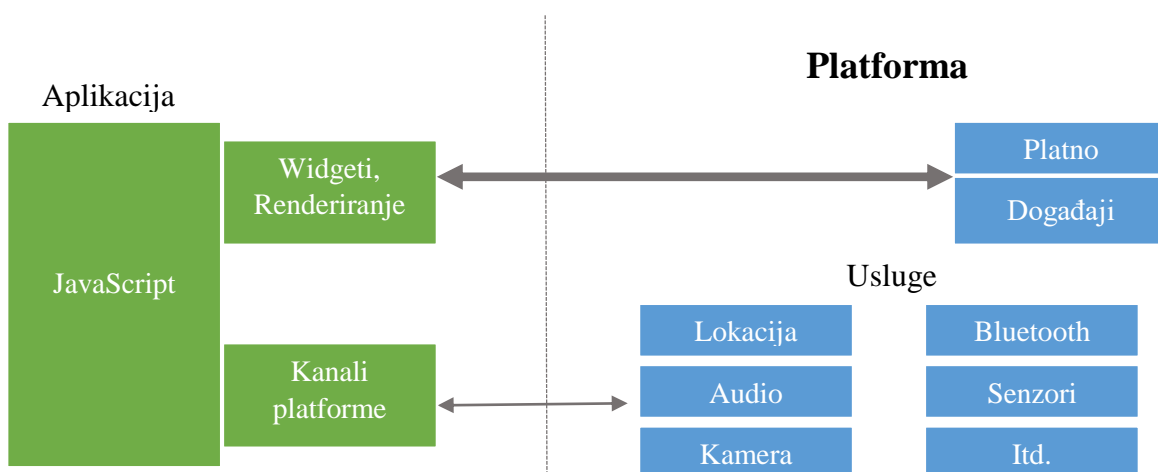 Platforma
Aplikacija
Widgeti,
Renderiranje
Platno
Događaji
JavaScript
Usluge
Lokacija
Bluetooth
Kanali
platforme
Audio
Senzori
Kamera
Itd.